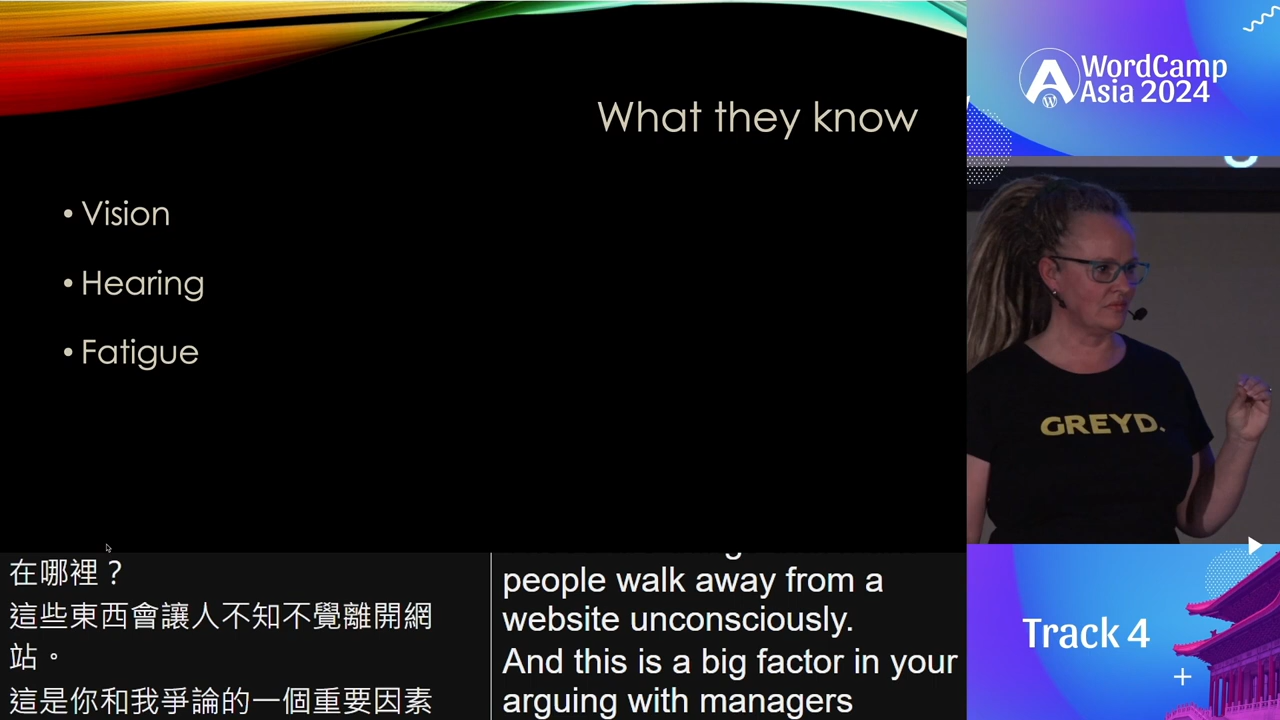 What they know
• Vision
• Hearing
• Fatigue
在哪裡？
這些東西會讓人不知不覺離開網
站。
這是你和我爭論的一個重要因素
people walk away from a
website unconsciously.
And this is a big factor in your
arguing with managers
WordCamp
Asia 2024
GREYD.
Track 4